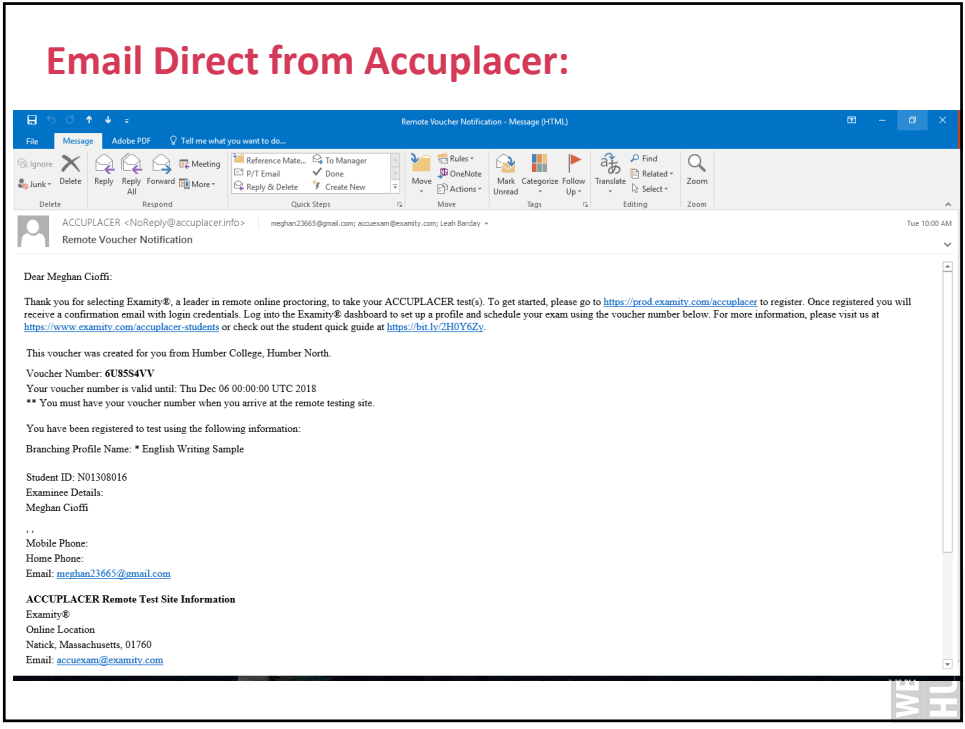 Email Direct from Accuplacer:
Remote Voucher Notification - Message (HTML)
File Message Adobe PDF Tell me what you want to do...
Ignore
Junk
Delete
Reply
Reply All
Forward
Meeting
More
Reference Mate...
P/T Email
Reply & Delete
To Manager
Done
Create New
Move
Rules
OneNote
Actions
Mark Unread
Categorize
Follow Up
Translate
Find
Related
Select
Zoom
Delete Respond Quick Steps Move Tags Editing Zoom
ACCUPLACER <NoReply@accuplacer.info> meghan23665@gmail.com; accuexam@examity.com; Leah Barclay
Tue 10:00 AM
Remote Voucher Notification
Dear Meghan Cioffi:
Thank you for selecting Examity®, a leader in remote online proctoring, to take your ACCUPLACER test(s). To get started, please go to https://prod.examity.com/accuplacer to register. Once registered you will
receive a confirmation email with login credentials. Log into the Examity® dashboard to set up a profile and schedule your exam using the voucher number below. For more information, please visit us at
https://www.examity.com/accuplacer-students or check out the student quick guide at https://bit.ly/2H0Y6Zy.
This voucher was created for you from Humber College, Humber North.
Voucher Number: 6U85S4VV
Your voucher number is valid until: Thu Dec 06 00:00:00 UTC 2018
** You must have your voucher number when you arrive at the remote testing site.
You have been registered to test using the following information:
Branching Profile Name: * English Writing Sample
Student ID: N01308016
Examinee Details:
Meghan Cioffi
, ,
Mobile Phone:
Home Phone:
Email: meghan23665@gmail.com
ACCUPLACER Remote Test Site Information
Examity®
Online Location
Natick, Massachusetts, 01760
Email: accuexam@examity.com
WE
HU